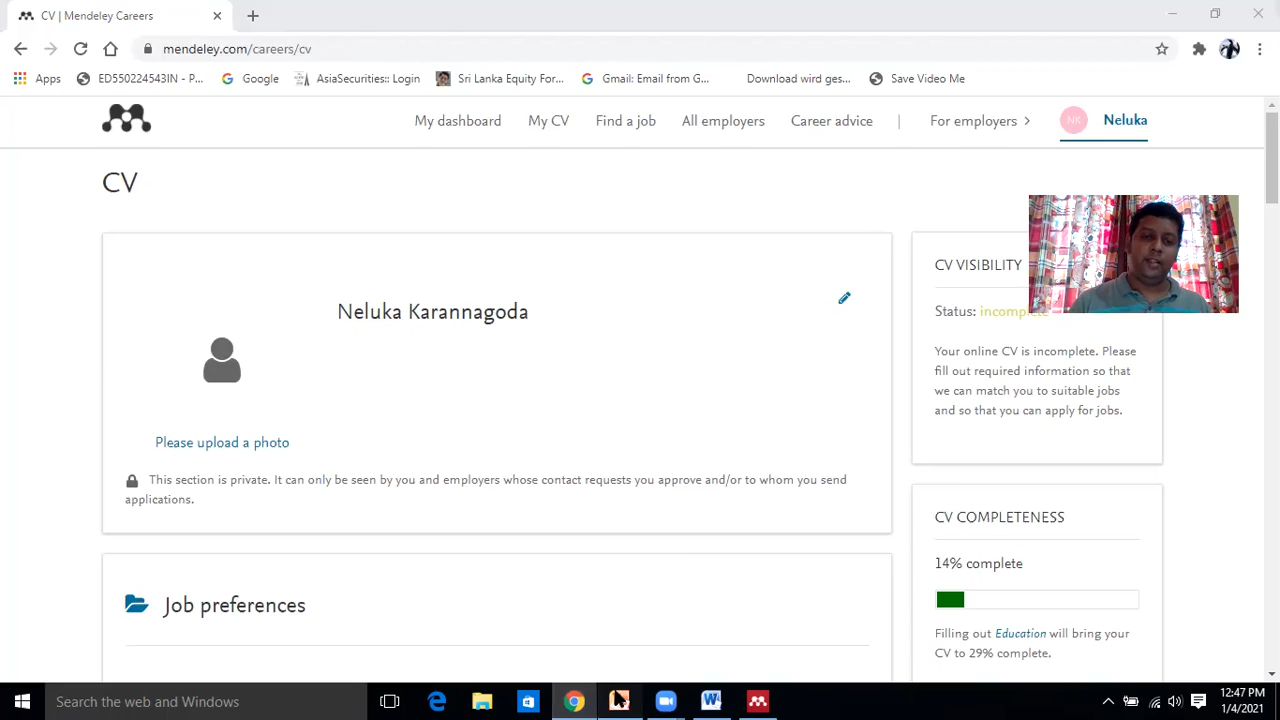 CV | Mendeley Careers
mendeley.com/careers/cv
Apps ED550224543IN - P... Google AsiaSecurities:: Login Sri Lanka Equity For... Gmail: Email from G... Download wird ges... Save Video Me
My dashboard My CV Find a job All employers Career advice | For employers NK Neluka
CV
Neluka Karannagoda
Please upload a photo
This section is private. It can only be seen by you and employers whose contact requests you approve and/or to whom you send
applications.
Job preferences
CV VISIBILITY
Status: incomplete
Your online CV is incomplete. Please
fill out required information so that
we can match you to suitable jobs
and so that you can apply for jobs.
CV COMPLETENESS
14% complete
Filling out Education will bring your
CV to 29% complete.
Search the web and Windows
12:47 PM
1/4/2021